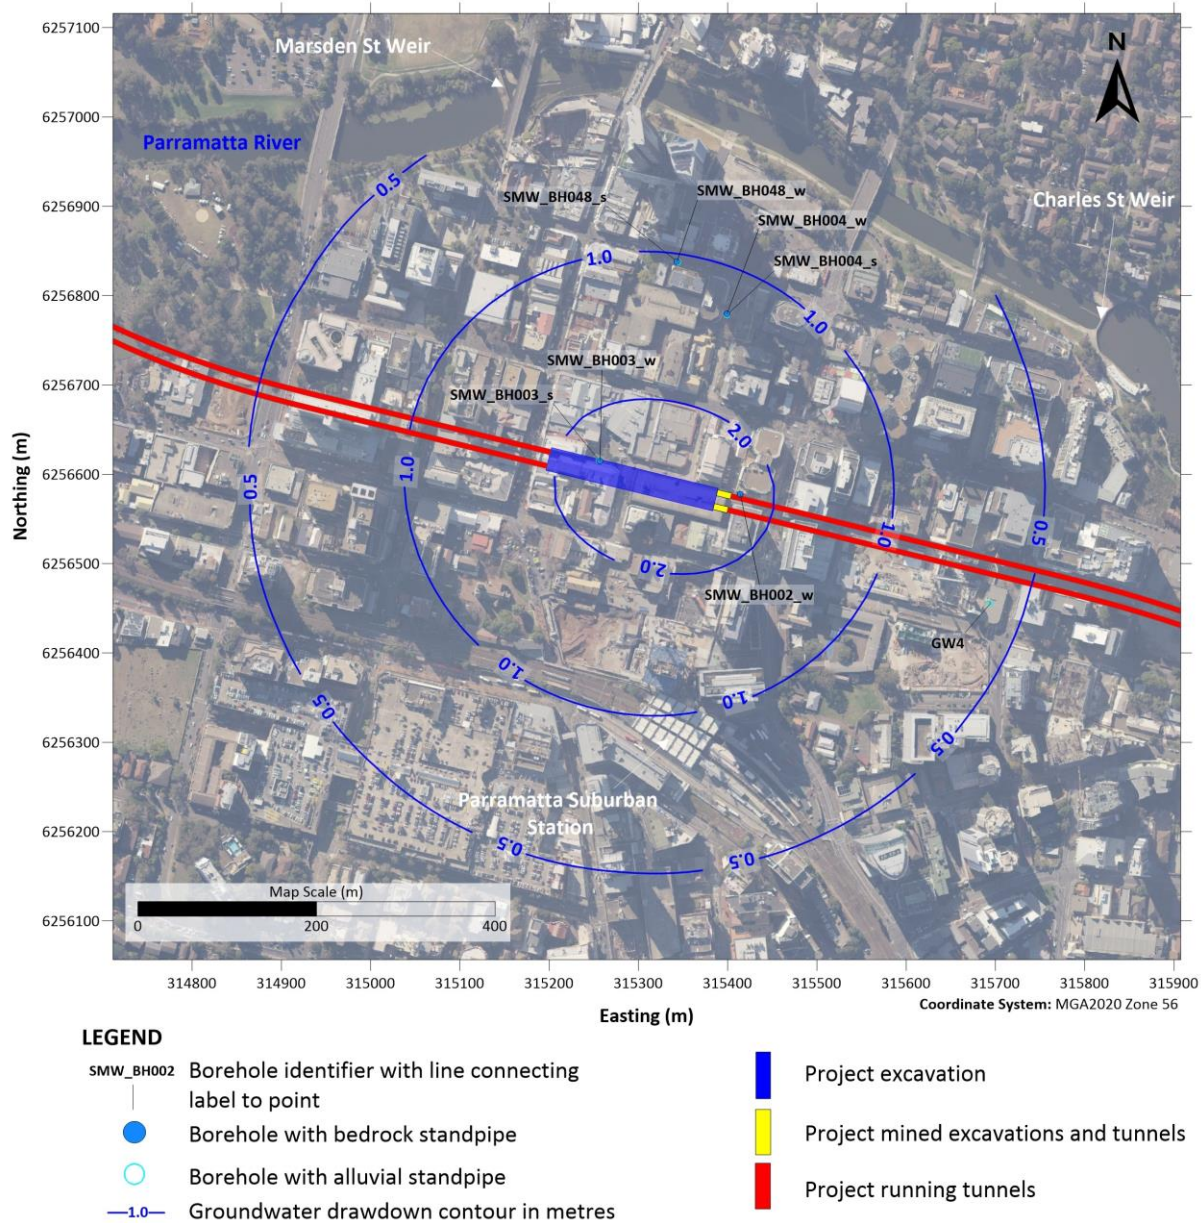 6257100
6257000
6256900
6256800
6256700
6256600
6256500
6256400
6256300
6256200
6256100
Northing (m)
Marsden St Weir
N
Parramatta River
0.5
SMW_BH048_s
SMW_BH048_w
SMW_BH004_w
Charles St Weir
1.0
SMW_BH004_s
1.0
SMW_BH003_w
SMW_BH003_s
2.0
1.0
0.5
1.0
0.5
2.0
SMW_BH002_w
GW4
1.0
1.0
0.5
0.5
Parramatta Suburban
Station
0.5
0.5
Map Scale (m)
0 200 400
314800 314900 315000 315100 315200 315300 315400 315500 315600 315700 315800 315900
Easting (m)
Coordinate System: MGA2020 Zone 56
LEGEND
SMW_BH002 Borehole identifier with line connecting
label to point
Borehole with bedrock standpipe
Borehole with alluvial standpipe
1.0 Groundwater drawdown contour in metres
Project excavation
Project mined excavations and tunnels
Project running tunnels